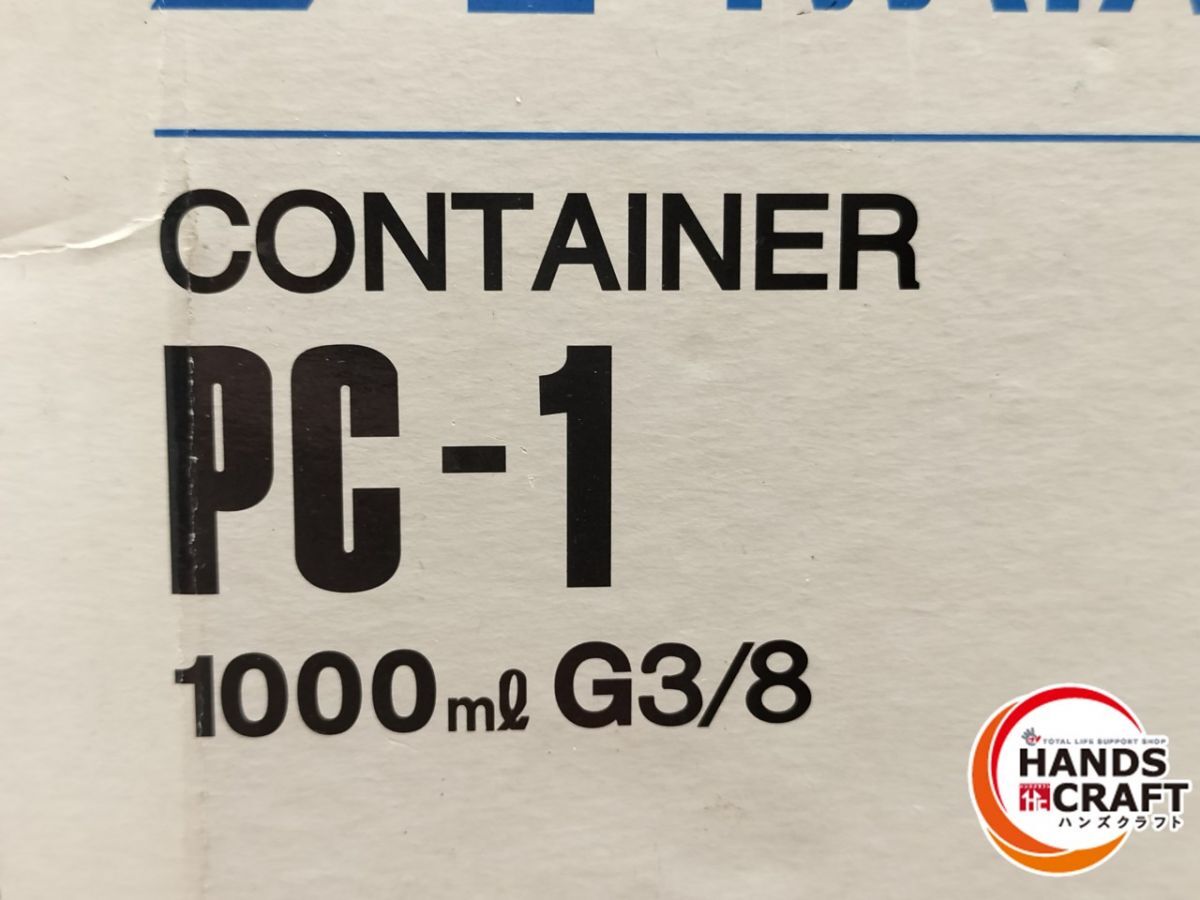 CONTAINER
PC-1
1000ml G3/8
TOTAL LIFE SUPPORT SHOP
HANDS
CRAFT
ハンズクラフト